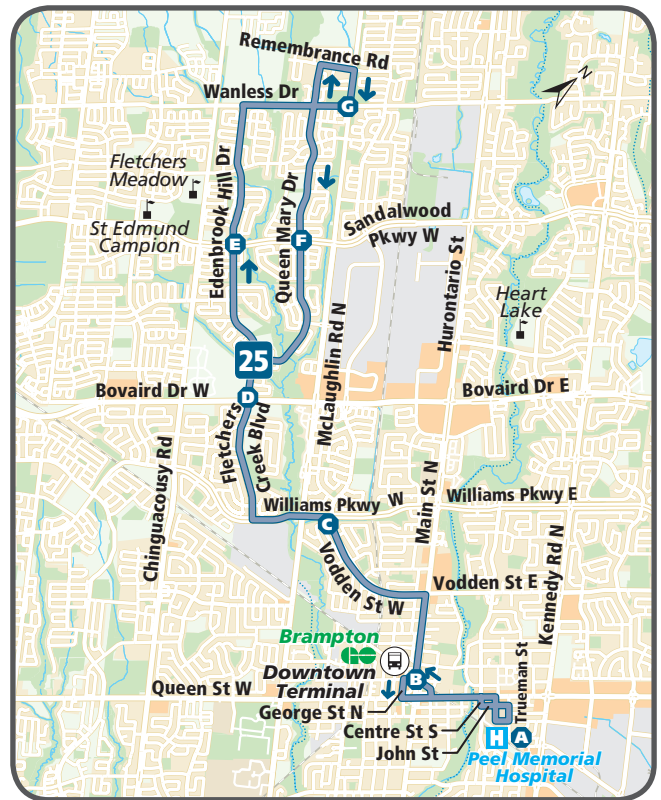 Remembrance Rd
Wanless Dr
N
G
Fletchers
Meadow
St Edmund
Campion
Edenbrook Hill Dr
Queen Mary Dr
E
F
Sandalwood
Pkwy W
Hurontario St
Heart
Lake
McLaughlin Rd N
25
Bovaird Dr W
Bovaird Dr E
D
Fletchers
Creek Blvd
Chinguacousy Rd
Williams Pkwy W
Williams Pkwy E
C
Main St N
Kennedy Rd N
Vodden St W
Vodden St E
Brampton
GO
Downtown
Terminal
B
Queen St W
George St N
Centre St S
John St
Trueman St
H
A
Peel Memorial
Hospital